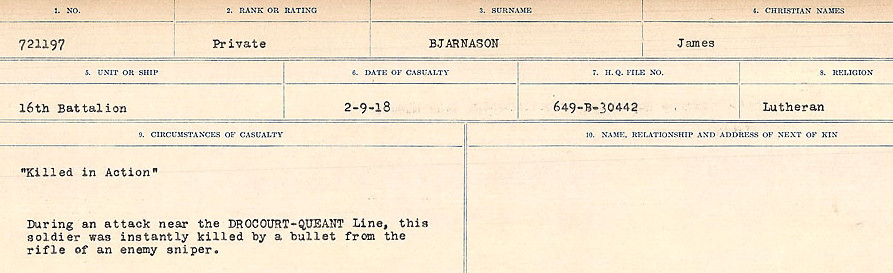 1. NO. 2. RANK OR RATING 3. SURNAME 4. CHRISTIAN NAMES
721197 Private BJARNASON James
5. UNIT OR SHIP 6. DATE OF CASUALTY 7. H.Q. FILE NO. 8. RELIGION
16th Battalion 2-9-18 649-B-30442 Lutheran
9. CIRCUMSTANCES OF CASUALTY 10. NAME, RELATIONSHIP AND ADDRESS OF NEXT OF KIN
"Killed in Action"
During an attack near the DROCOURT-QUEANT Line, this
soldier was instantly killed by a bullet from the
rifle of an enemy sniper.